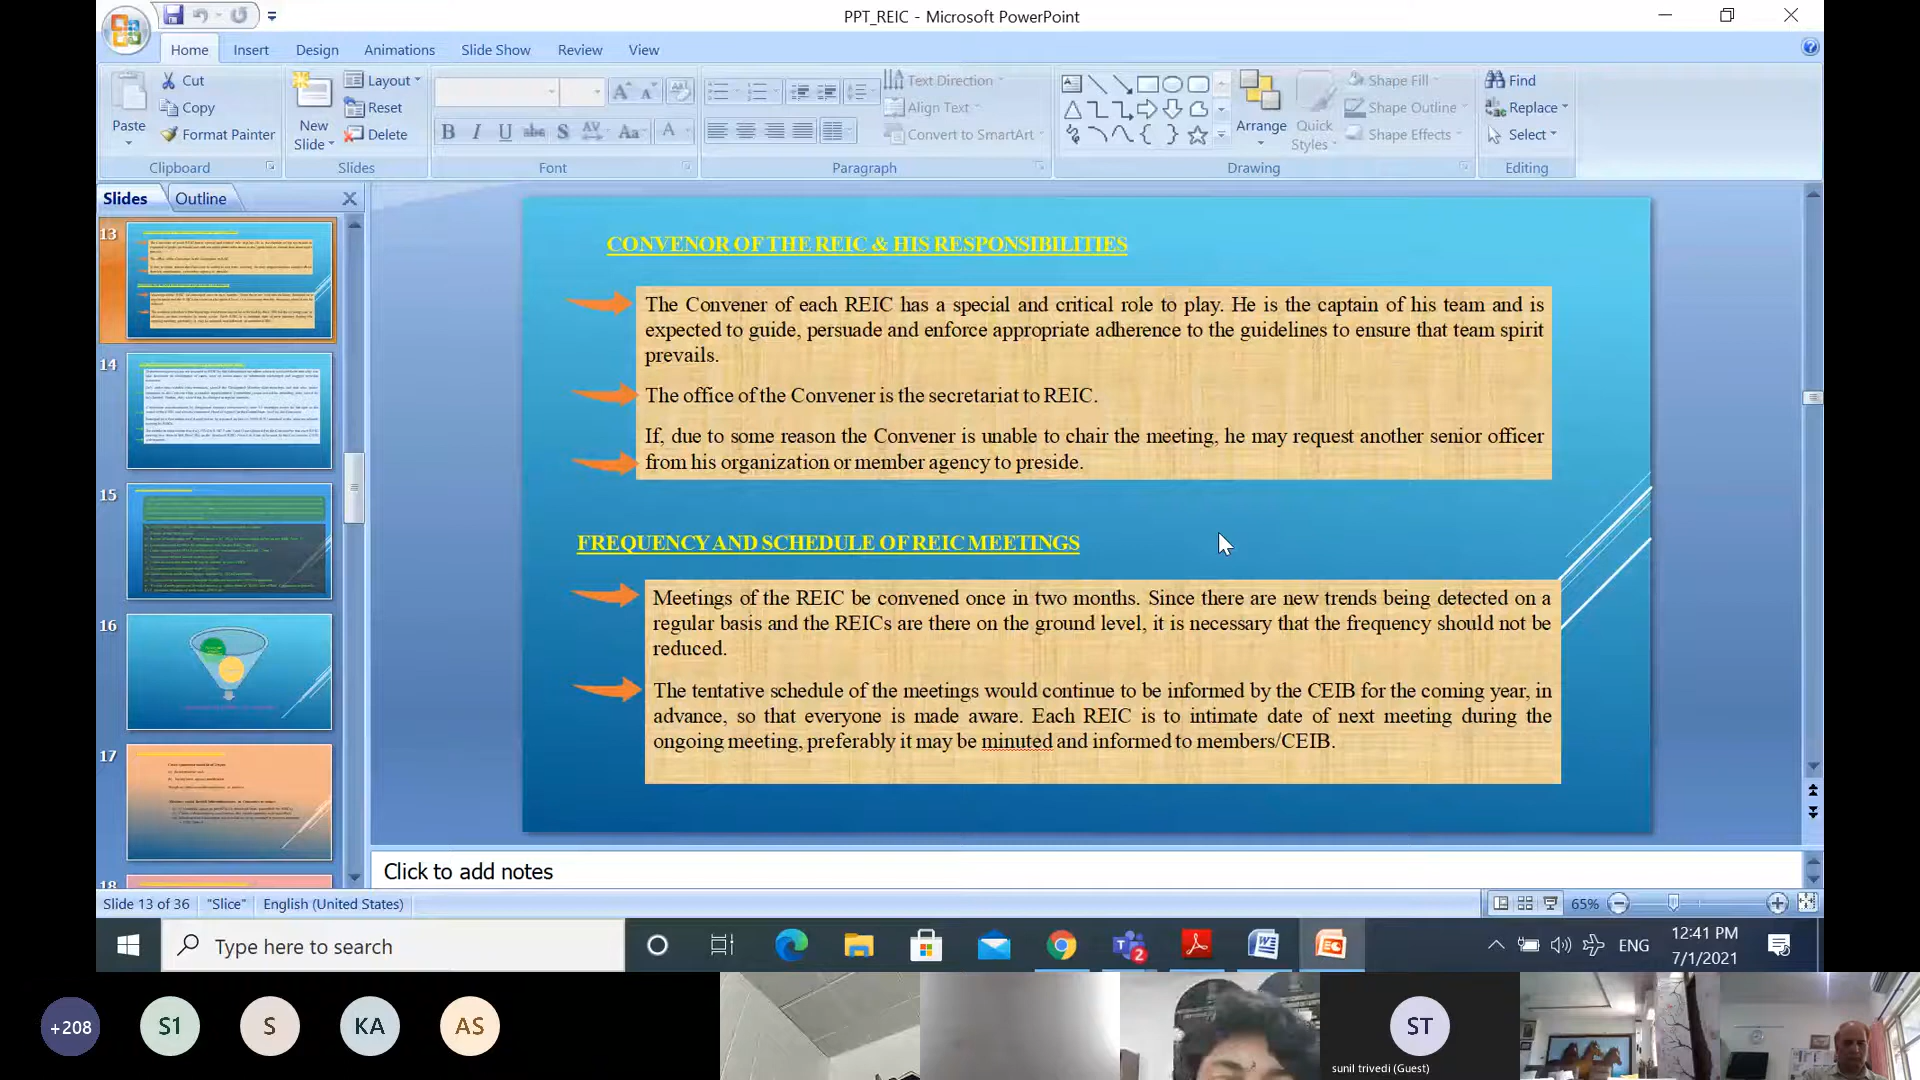 PPT_REIC - Microsoft PowerPoint
Home Insert Design Animations Slide Show Review View
Cut
Copy
Format Painter
Paste
Clipboard
New
Slide
Layout
Reset
Delete
Slides
Font
Text Direction
Align Text
Convert to SmartArt
Paragraph
Arrange
Quick
Styles
Shape Fill
Shape Outline
Shape Effects
Drawing
Find
Replace
Select
Editing
Slides Outline
13
14
15
16
17
18
CONVENOR OF THE REIC & HIS RESPONSIBILITIES
The Convener of each REIC has a special and critical role to play. He is the captain of his team and is
expected to guide, persuade and enforce appropriate adherence to the guidelines to ensure that team spirit
prevails.
The office of the Convener is the secretariat to REIC.
If, due to some reason the Convener is unable to chair the meeting, he may request another senior officer
from his organization or member agency to preside.
FREQUENCY AND SCHEDULE OF REIC MEETINGS
Meetings of the REIC be convened once in two months. Since there are new trends being detected on a
regular basis and the REICs are there on the ground level, it is necessary that the frequency should not be
reduced.
The tentative schedule of the meetings would continue to be informed by the CEIB for the coming year, in
advance, so that everyone is made aware. Each REIC is to intimate date of next meeting during the
ongoing meeting, preferably it may be minuted and informed to members/CEIB.
Click to add notes
Slide 13 of 36 "Slice" English (United States) 65%
Type here to search
2
ENG
12:41 PM
7/1/2021
+208 S1 S KA AS ST
sunil trivedi (Guest)